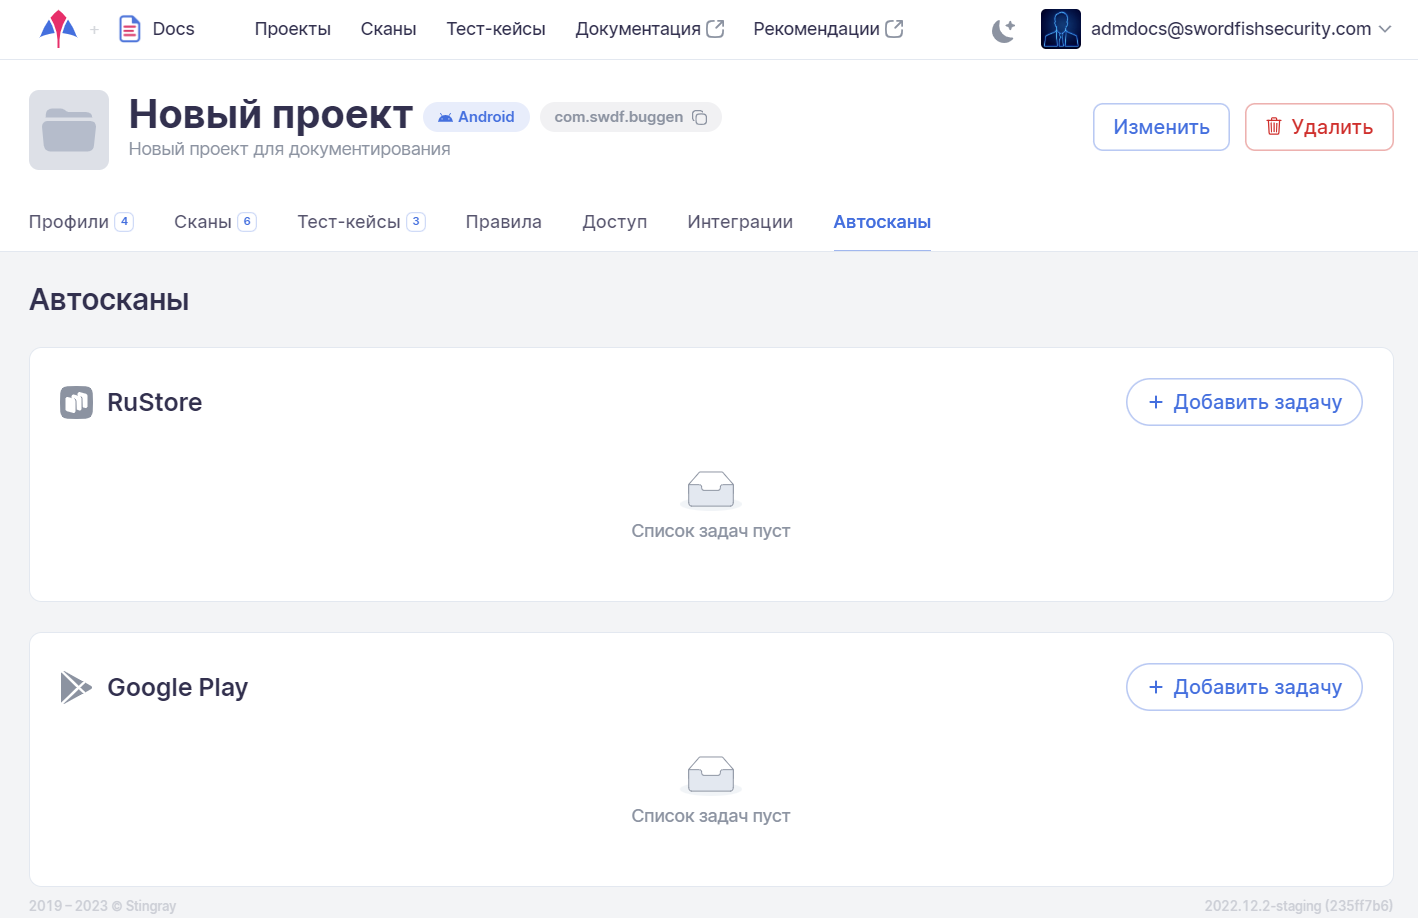 Docs Проекты Сканы Тест-кейсы Документация Рекомендации admdocs@swordfishsecurity.com
Новый проект Android com.swdf.buggen
Новый проект для документирования
Изменить Удалить
Профили 4 Сканы 6 Тест-кейсы 3 Правила Доступ Интеграции Автосканы
Автосканы
RuStore + Добавить задачу
Список задач пуст
Google Play + Добавить задачу
Список задач пуст
2019 – 2023 © Stingray 2022.12.2-staging (235ff7b6)